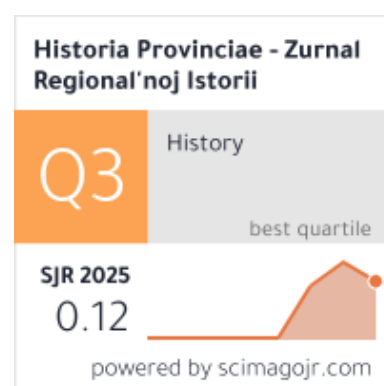 Historia Provinciae - Zurnal
Regional'noj Istorii
Q3
History
best quartile
SJR 2025
0.12
powered by scimagojr.com